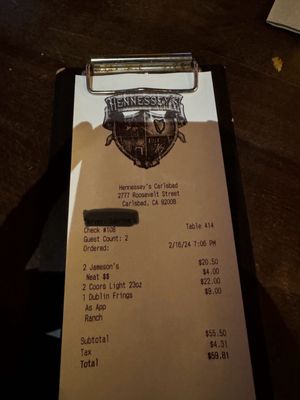 HENNESSEY'S
Hennessey's Carlsbad
2777 Roosevelt Street
Carlsbad, CA 92008
Check #108 Table 414
Guest Count: 2
Ordered: 2/16/24 7:06 PM
2 Jameson's $20.50
Neat $$ $4.00
2 Coors Light 23oz $22.00
1 Dublin Frings $9.00
As App
Ranch
Subtotal $55.50
Tax $4.31
Total $59.81